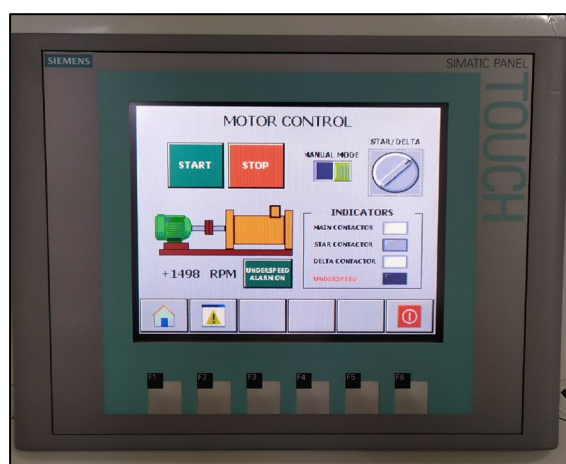 SIEMENS
SIMATIC PANEL
TOUCH
MOTOR CONTROL
START
STOP
MANUAL MODE
STAR/DELTA
INDICATORS
MAIN CONTACTOR
STAR CONTACTOR
DELTA CONTACTOR
UNDERSPEED
+1498 RPM
UNDERSPEED
ALARM ON
F1
F2
F3
F4
F5
F6